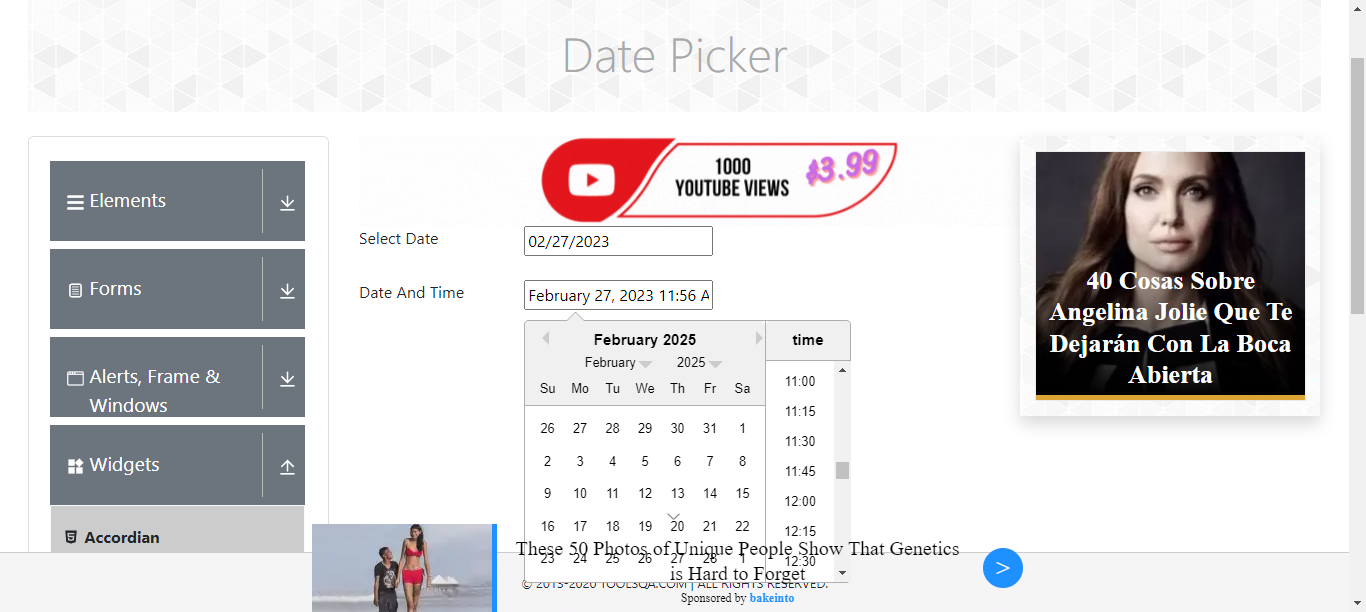 Date Picker
Elements
Forms
Alerts, Frame &
Windows
Widgets
Accordian
1000
YOUTUBE VIEWS
$3.99
Select Date
02/27/2023
Date And Time
February 27, 2023 11:56 A
February 2025
February
2025
Su Mo Tu We Th Fr Sa
26 27 28 29 30 31 1
2 3 4 5 6 7 8
9 10 11 12 13 14 15
16 17 18 19 20 21 22
23 24 25 26 27 28 1
time
11:00
11:15
11:30
11:45
12:00
12:15
12:30
40 Cosas Sobre
Angelina Jolie Que Te
Dejarán Con La Boca
Abierta
These 50 Photos of Unique People Show That Genetics
is Hard to Forget
Sponsored by bakeinto
>
© 2013-2020 TOOLSQA.COM | ALL RIGHTS RESERVED.